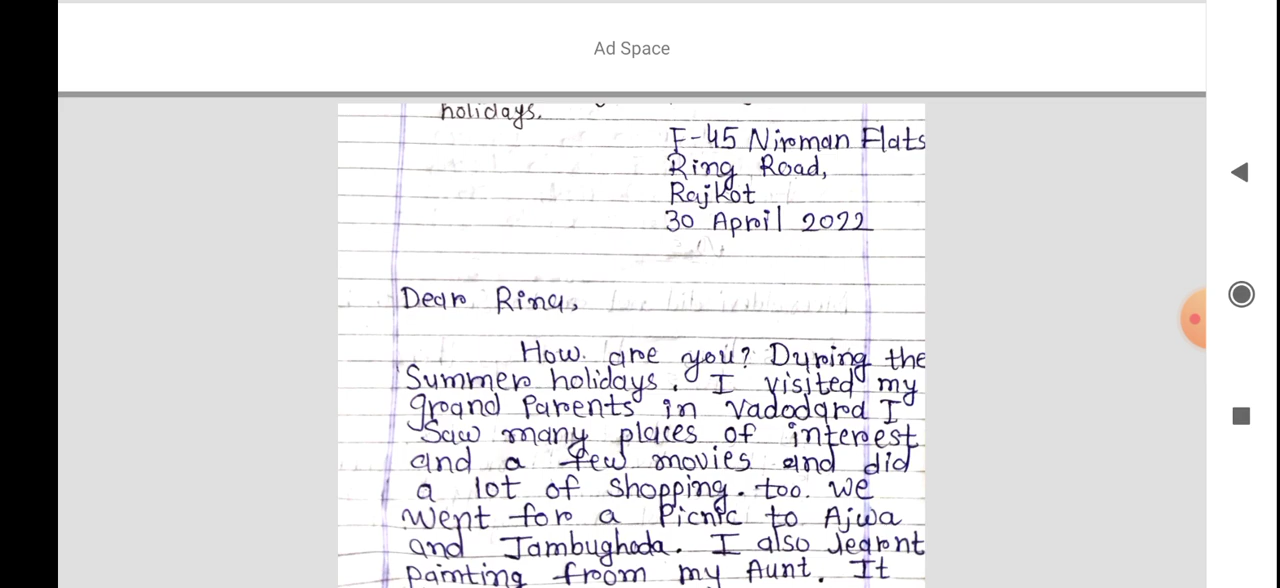 Ad Space
holidays.
F-45 Nirman Flats
Ring Road,
Rajkot
30 April 2022
Dear Rina,
How are you? During the
Summer holidays. I visited my
grand Parents in Vadodara I
Saw many places of interest
and a few movies and did
a lot of shopping. too. we
went for a Picnic to Ajwa
and Jambughoda. I also learnt
painting from my Aunt. It